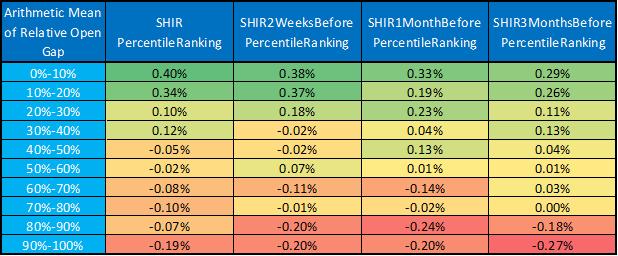 Arithmetic Mean of Relative Open Gap SHIR PercentileRanking SHIR2WeeksBefore PercentileRanking SHIR1MonthBefore PercentileRanking SHIR3MonthsBefore PercentileRanking
0%-10% 0.40% 0.38% 0.33% 0.29%
10%-20% 0.34% 0.37% 0.19% 0.26%
20%-30% 0.10% 0.18% 0.23% 0.11%
30%-40% 0.12% -0.02% 0.04% 0.13%
40%-50% -0.05% -0.02% 0.13% 0.04%
50%-60% -0.02% 0.07% 0.01% 0.01%
60%-70% -0.08% -0.11% -0.14% 0.03%
70%-80% -0.10% -0.01% -0.02% 0.00%
80%-90% -0.07% -0.20% -0.24% -0.18%
90%-100% -0.19% -0.20% -0.20% -0.27%